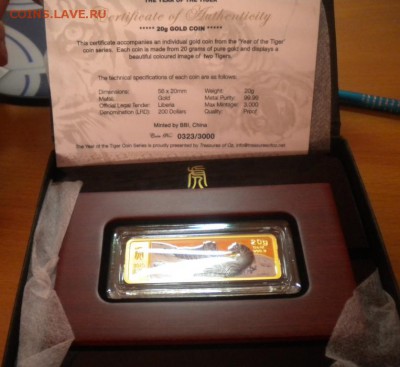 COINS.LAVE.RU
THE YEAR OF THE TIGER
Certificate of Authenticity
***** 20g GOLD COIN *****
This certificate accompanies an individual gold coin from the 'Year of the Tiger'
coin series. Each coin is made from 20 grams of pure gold and displays a
beautiful coloured image of two Tigers.
The technical specifications of each coin are as follows:
Dimensions: 56 x 20mm Weight: 20g
Metal: Gold Metal Purity: 99.99
Official Legal Tender: Liberia Max Mintage: 3,000
Denomination (LRD): 200 Dollars Quality: Proof
Minted by BBI, China
0323/3000
The Year of the Tiger Coin Series is proudly presented by Treasures of Oz
20g